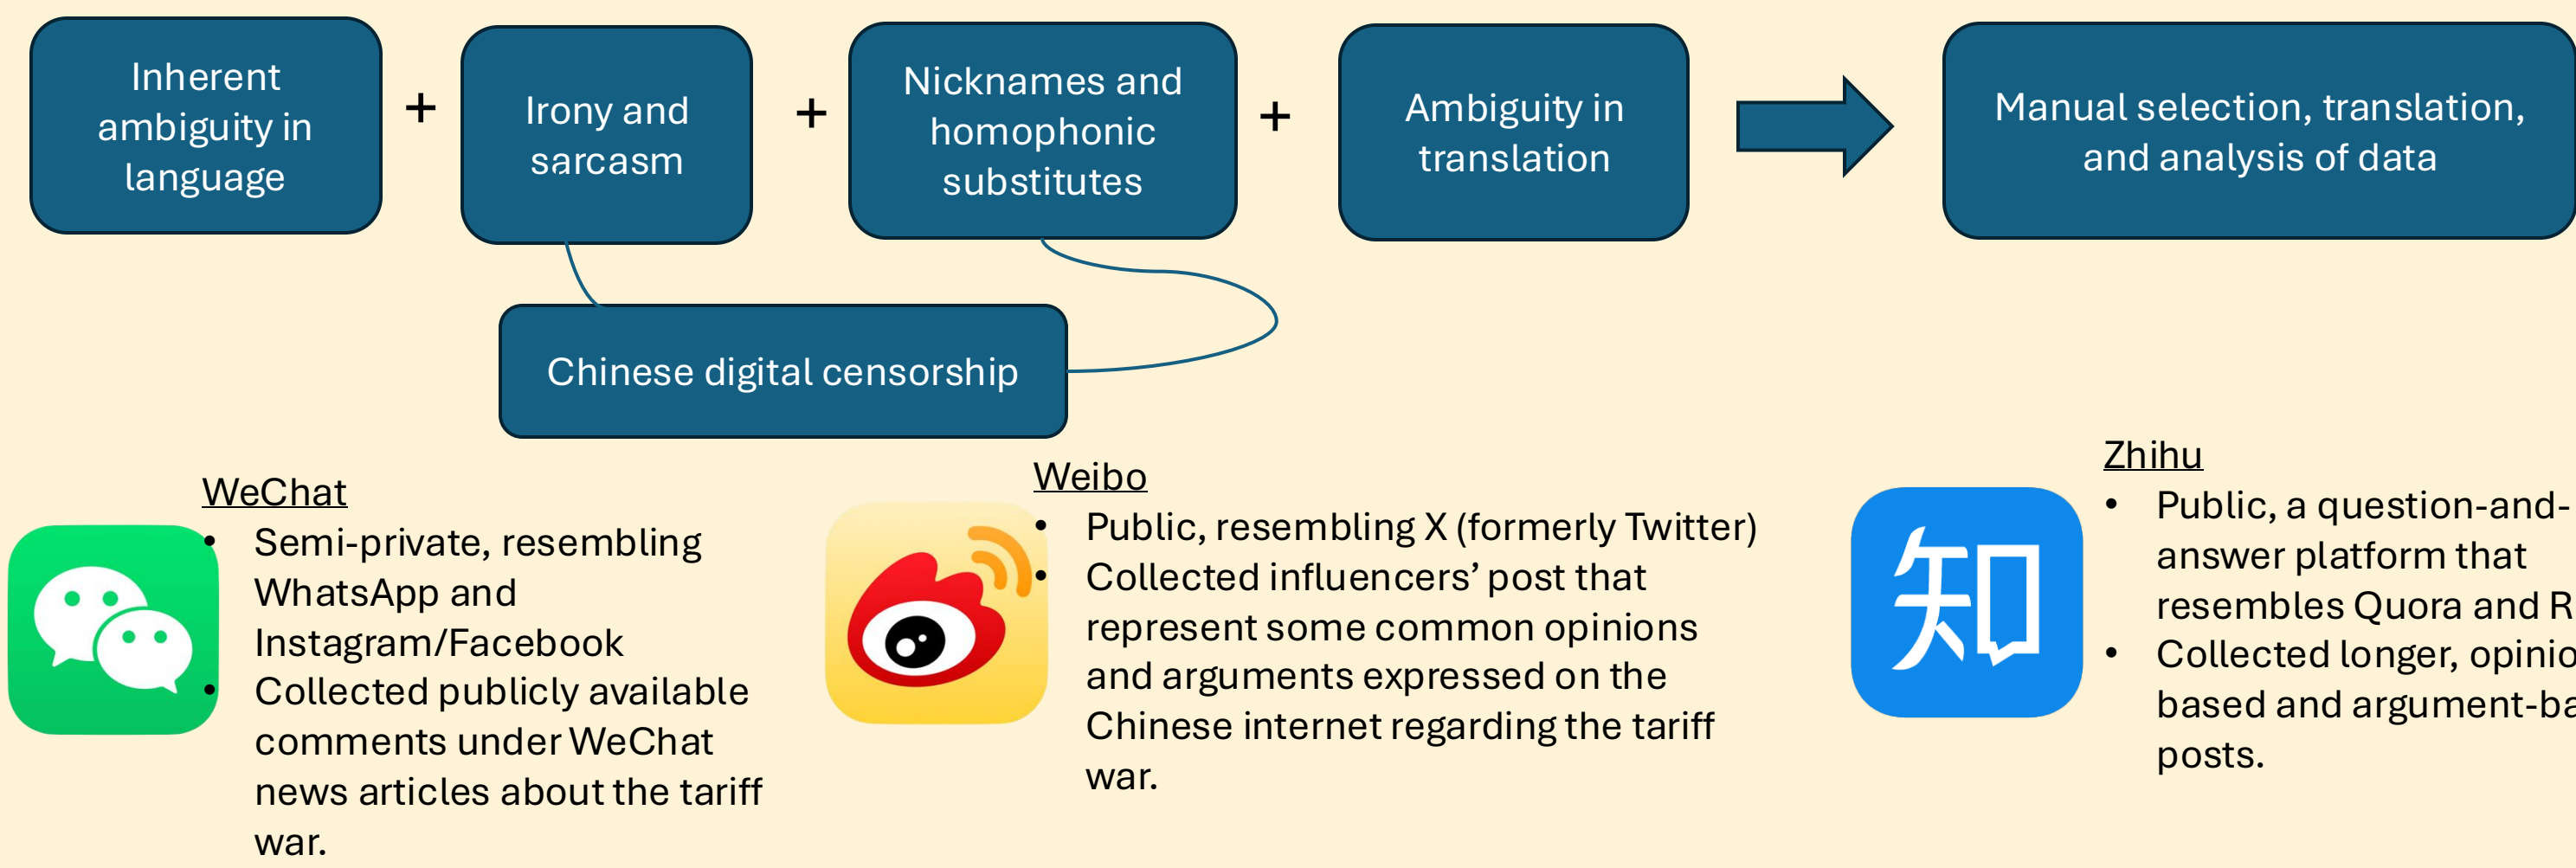 Inherent
ambiguity in
language
+
Irony and
sarcasm
+
Nicknames and
homophonic
substitutes
+
Ambiguity in
translation
Manual selection, translation,
and analysis of data
Chinese digital censorship
WeChat
• Semi-private, resembling
WhatsApp and
Instagram/Facebook
• Collected publicly available
comments under WeChat
news articles about the tariff
war.
Weibo
• Public, resembling X (formerly Twitter)
• Collected influencers’ post that
represent some common opinions
and arguments expressed on the
Chinese internet regarding the tariff
war.
知
Zhihu
• Public, a question-and-
answer platform that
resembles Quora and
• Collected longer,
based and
posts.